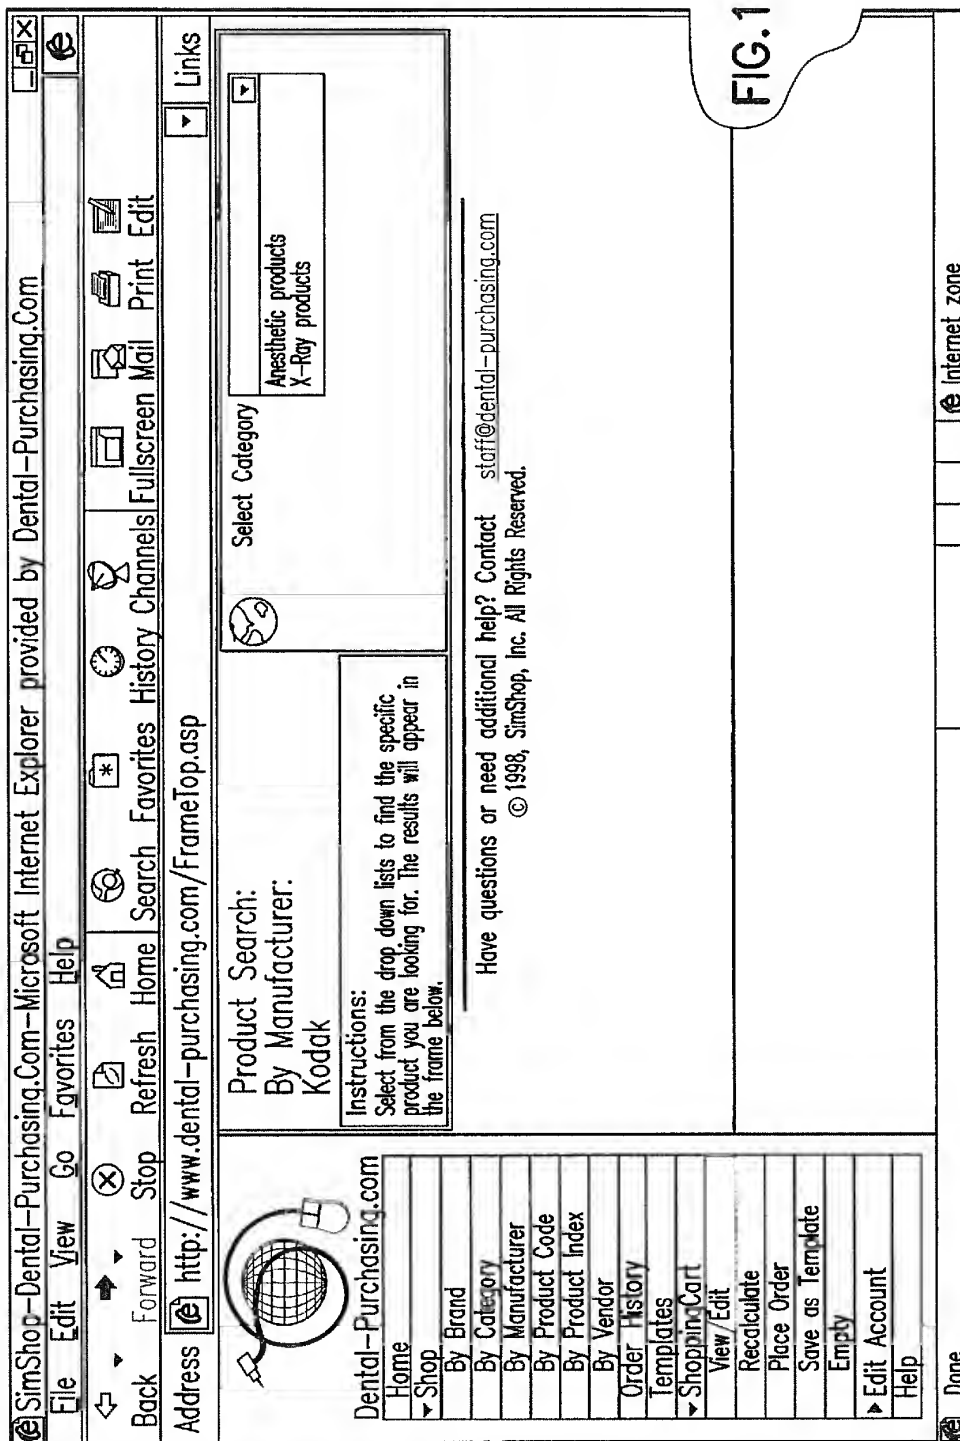 SimShop-Dental-Purchasing.Com-Microsoft Internet Explorer provided by Dental-Purchasing.Com
File Edit View Go Favorites Help
Back Forward Stop Refresh Home Search Favorites History Channels Fullscreen Mail Print Edit
Address http://www.dental-purchasing.com/FrameTop.asp Links
Dental-Purchasing.com
Home
Shop
By Brand
By Category
By Manufacturer
By Product Code
By Product Index
By Vendor
Order History
Templates
ShoppingCart
View/Edit
Recalculate
Place Order
Save as Template
Empty
Edit Account
Help
Product Search:
By Manufacturer:
Kodak
Instructions:
Select from the drop down lists to find the specific
product you are looking for. The results will appear in
the frame below.
Select Category
Anesthetic products
X-Ray products
Have questions or need additional help? Contact staff@dental-purchasing.com
© 1998, SimShop, Inc. All Rights Reserved.
Done Internet zone
FIG. 1